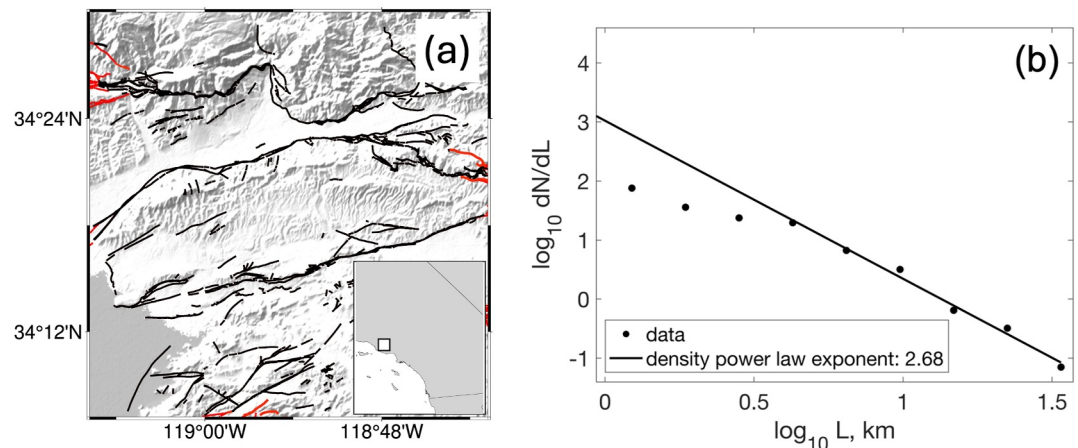 (a)
34°24'N
34°12'N
119°00'W
118°48'W
(b)
4
3
2
1
0
-1
log10 dN/dL
data
density power law exponent: 2.68
0
0.5
1
1.5
log10 L, km